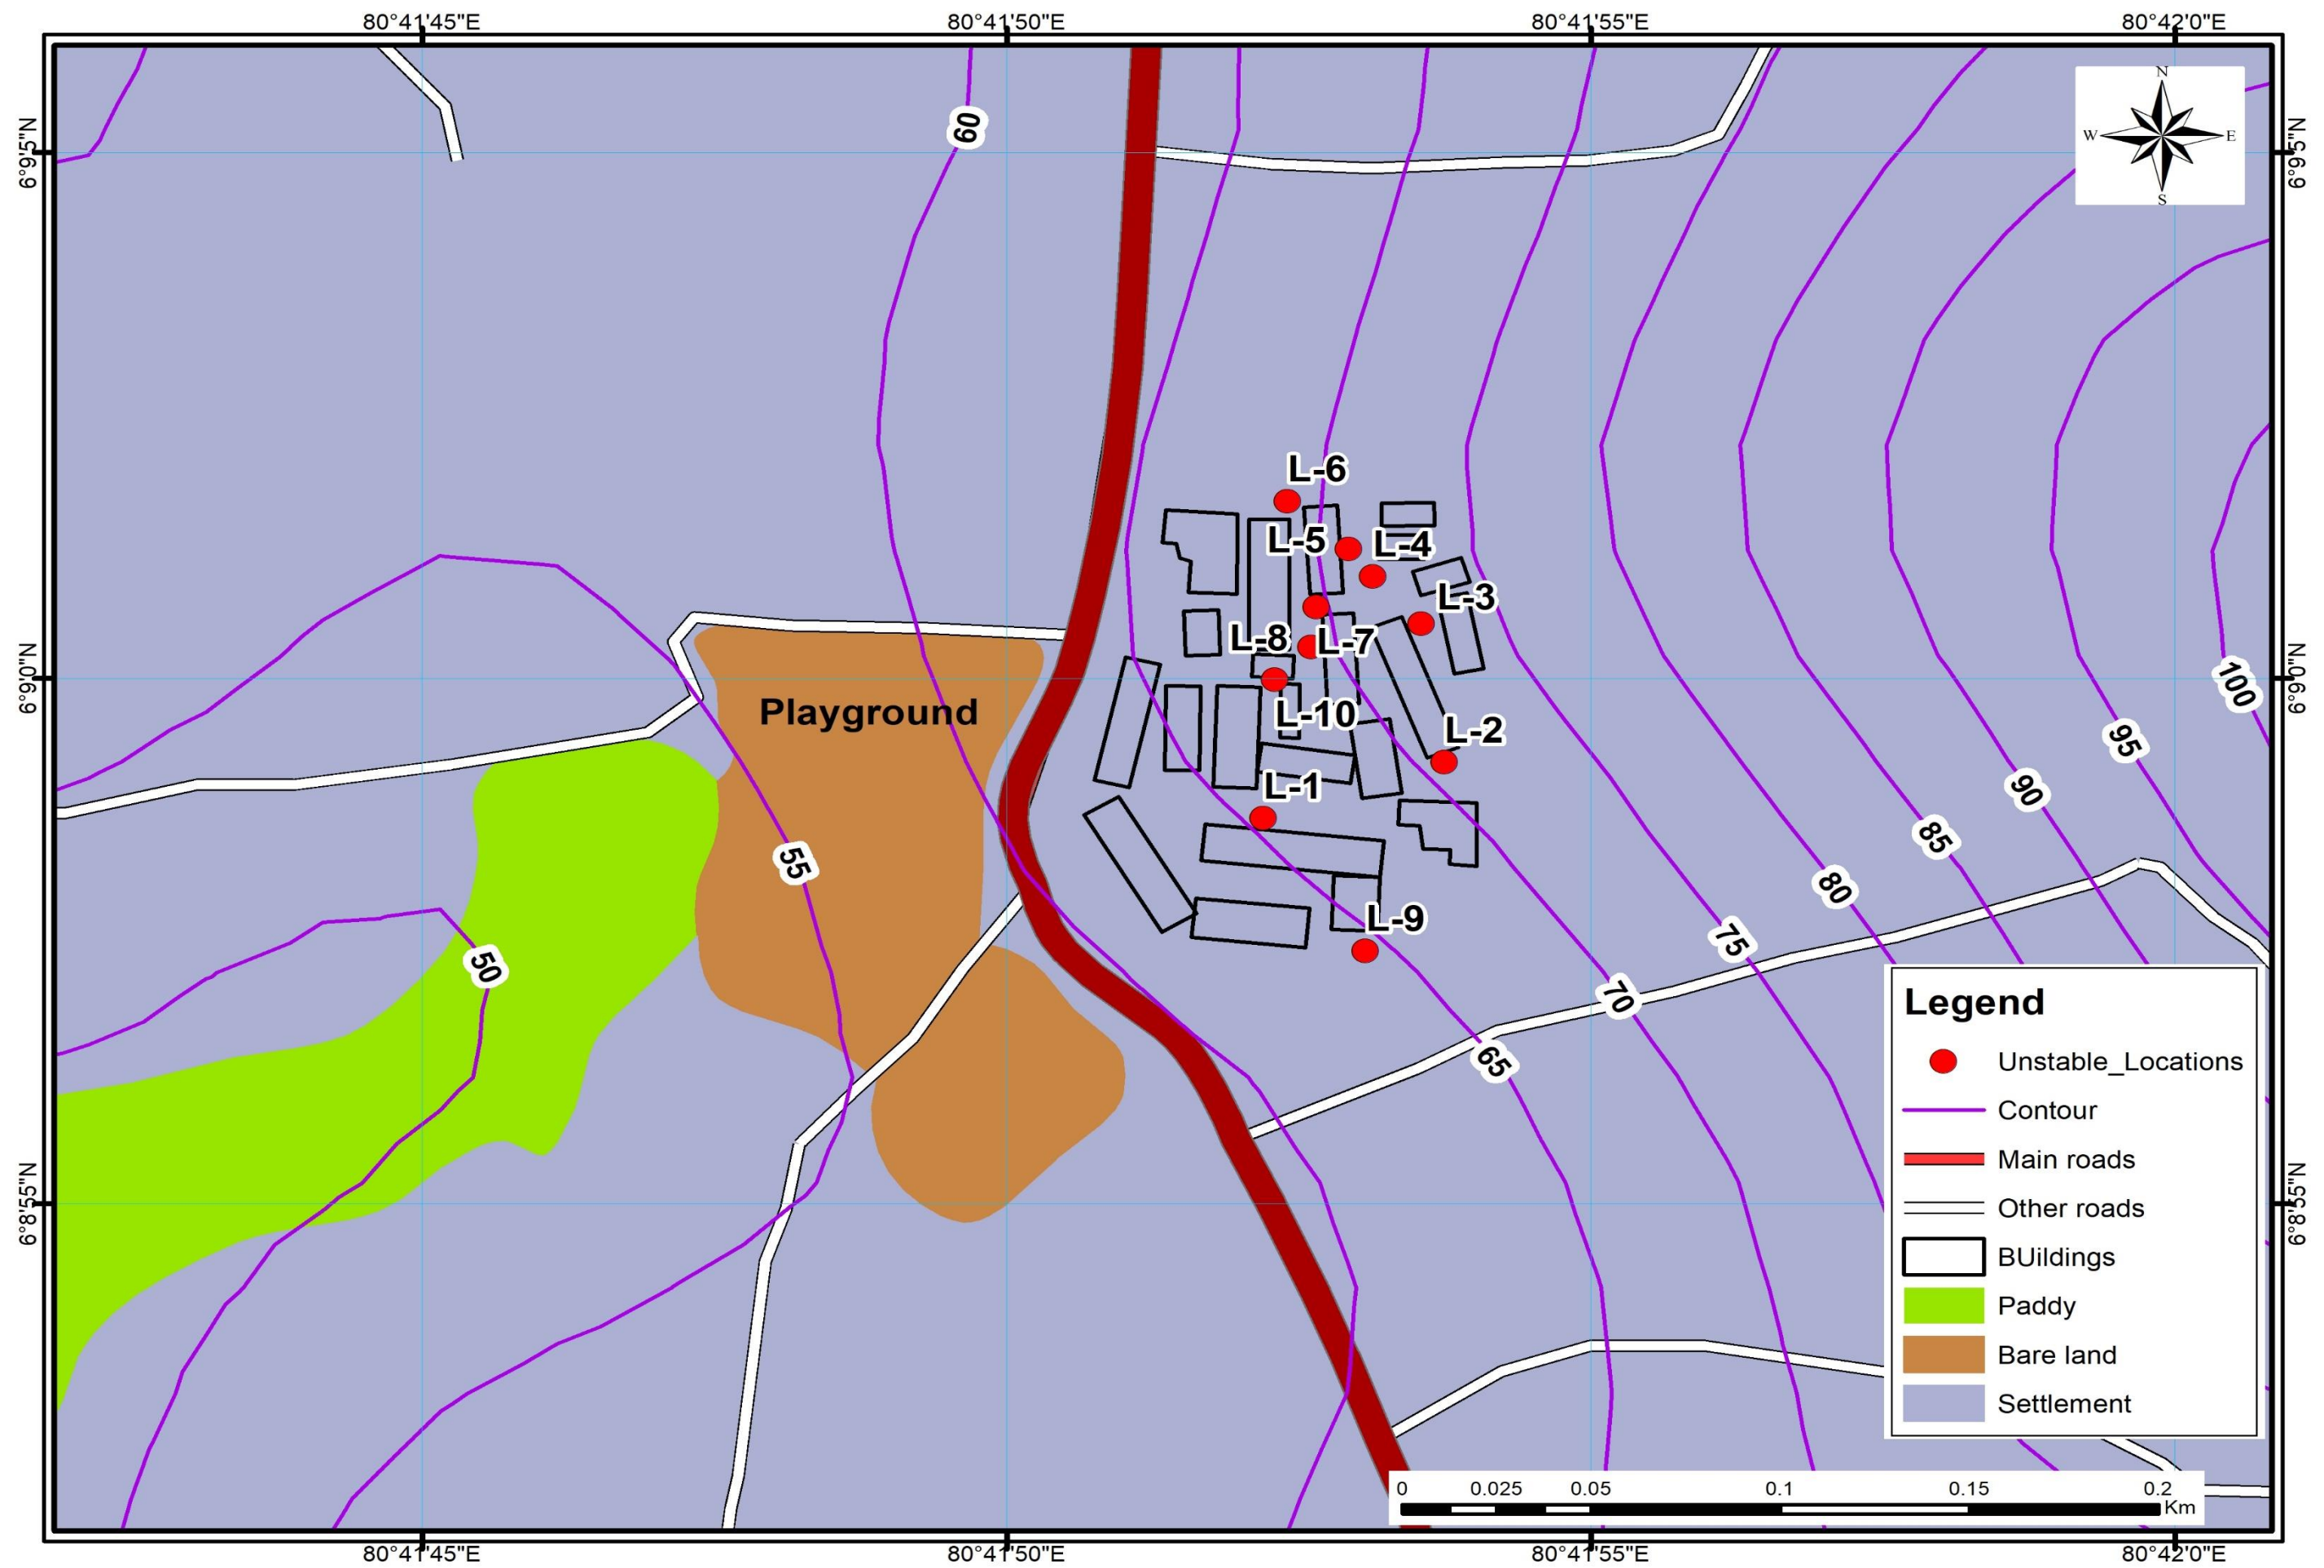 80°41'45"E 80°41'50"E 80°41'55"E 80°42'0"E
N
W E
S
6°9'5"N 6°9'5"N
60
L-6
L-5 L-4
L-3
L-8 L-7
6°9'0"N 6°9'0"N
100
Playground
L-10
L-2
95
L-1
90
85
55
80
L-9
75
50
70
65
Legend
Unstable_Locations
Contour
Main roads
Other roads
BUildings
Paddy
Bare land
Settlement
6°8'55"N 6°8'55"N
0 0.025 0.05 0.1 0.15 0.2
Km
80°41'45"E 80°41'50"E 80°41'55"E 80°42'0"E